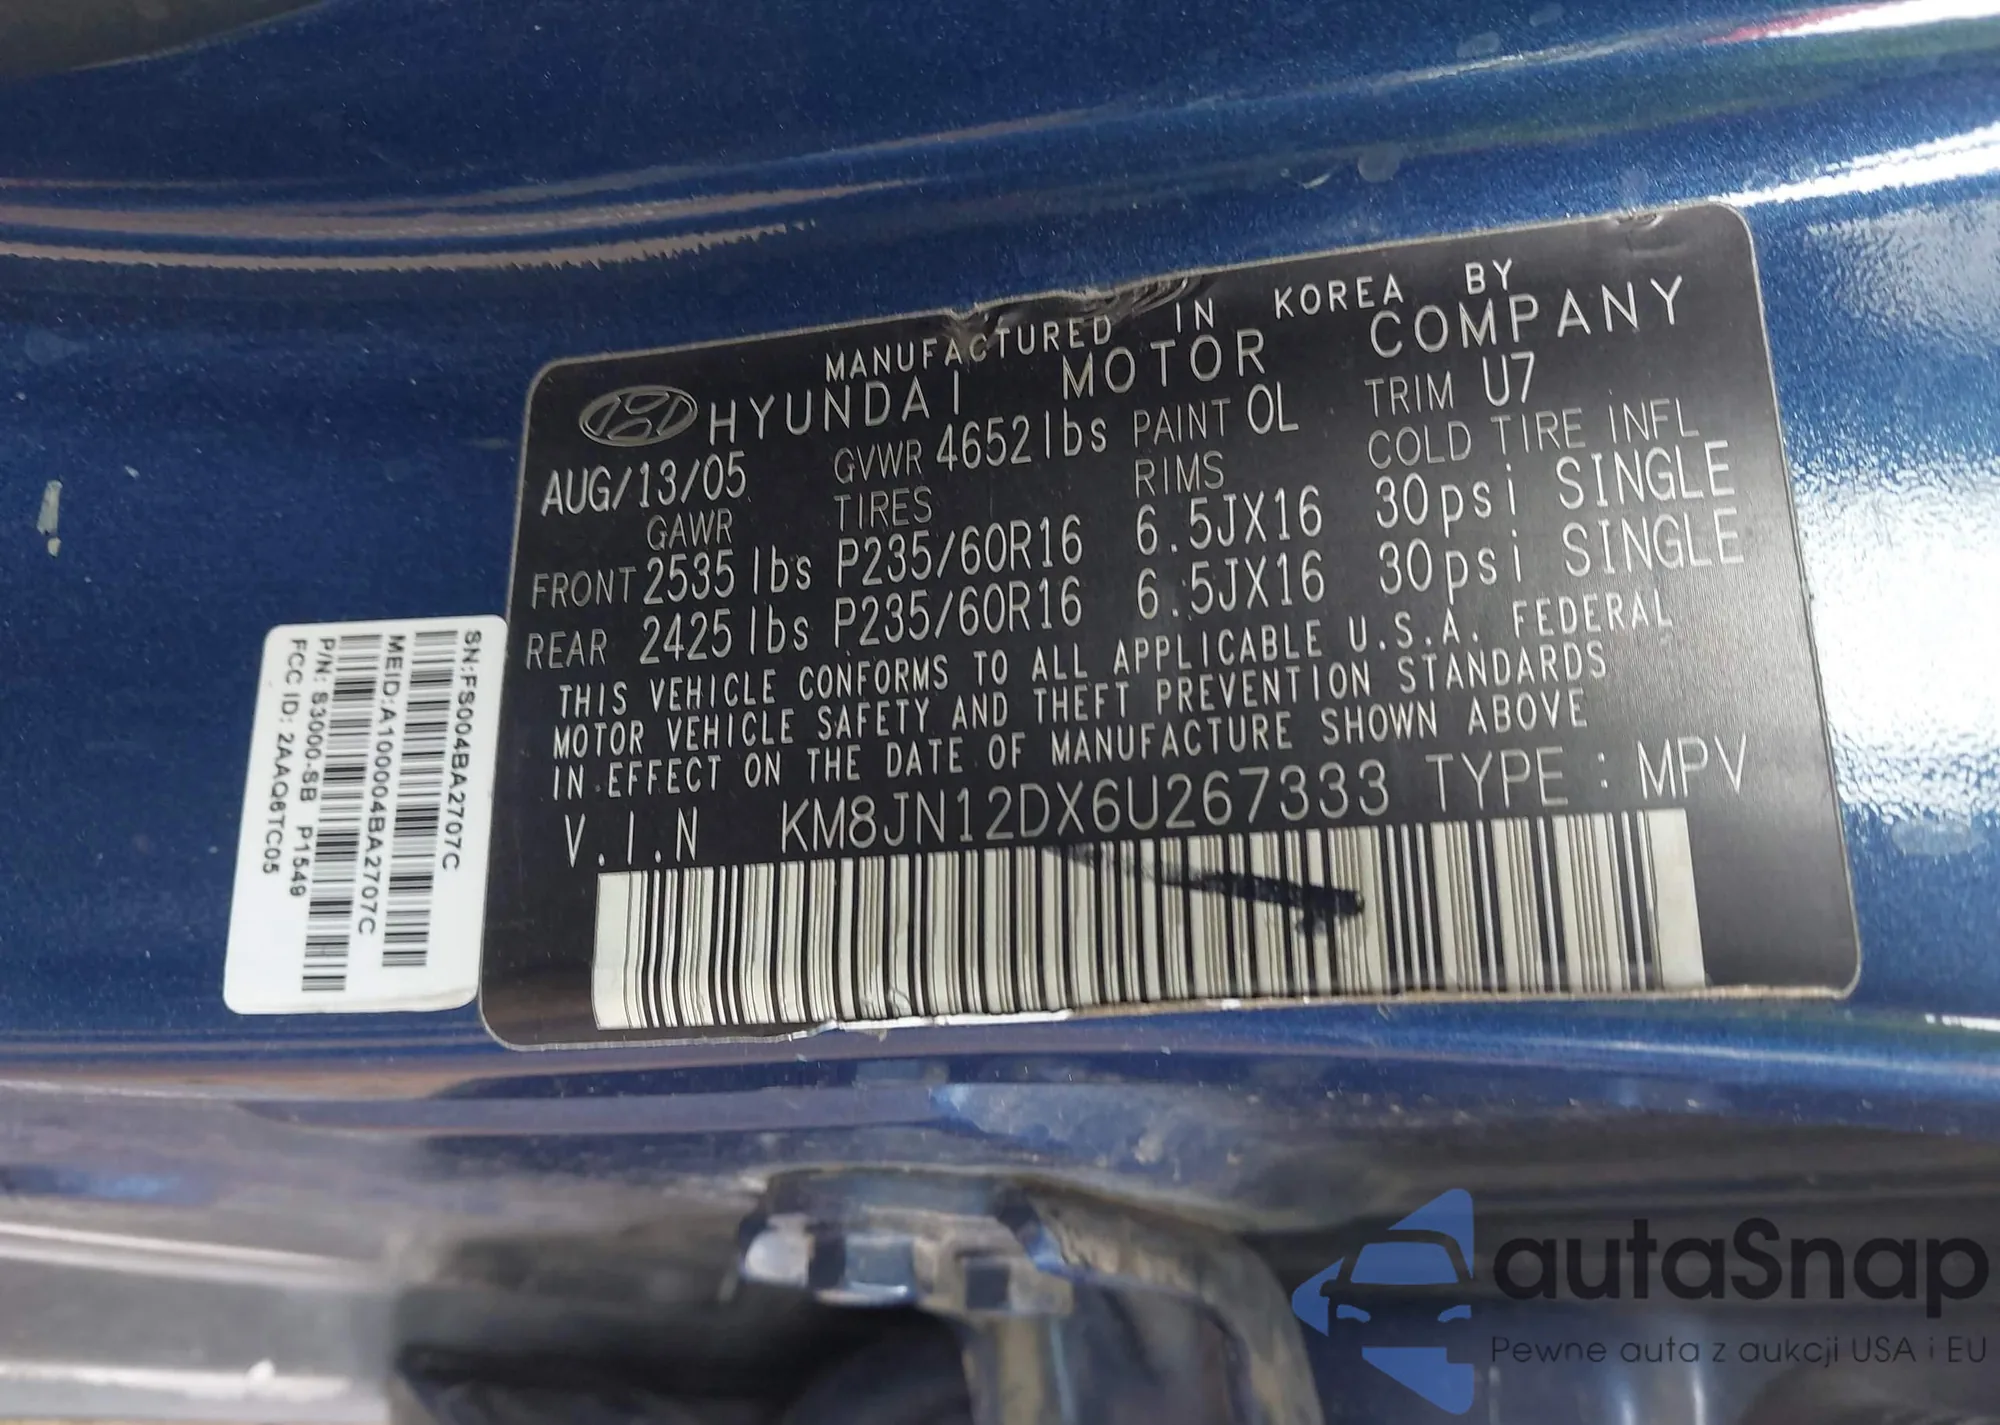 MANUFACTURED IN KOREA BY
HYUNDAI MOTOR COMPANY
AUG/13/05 GVWR 4652lbs PAINT OL TRIM U7
GAWR TIRES RIMS COLD TIRE INFL
FRONT 2535lbs P235/60R16 6.5JX16 30psi SINGLE
REAR 2425lbs P235/60R16 6.5JX16 30psi SINGLE
THIS VEHICLE CONFORMS TO ALL APPLICABLE U.S.A. FEDERAL
MOTOR VEHICLE SAFETY AND THEFT PREVENTION STANDARDS
IN EFFECT ON THE DATE OF MANUFACTURE SHOWN ABOVE
V.I.N KM8JN12DX6U267333 TYPE : MPV
SN:FS004BA2707C
MEID:A1000004BA2707C
P/N: S3000-SB P1549
FCC ID: 2AAAQ6TC05
autaSnap
Pewne auta z aukcji USA i EU